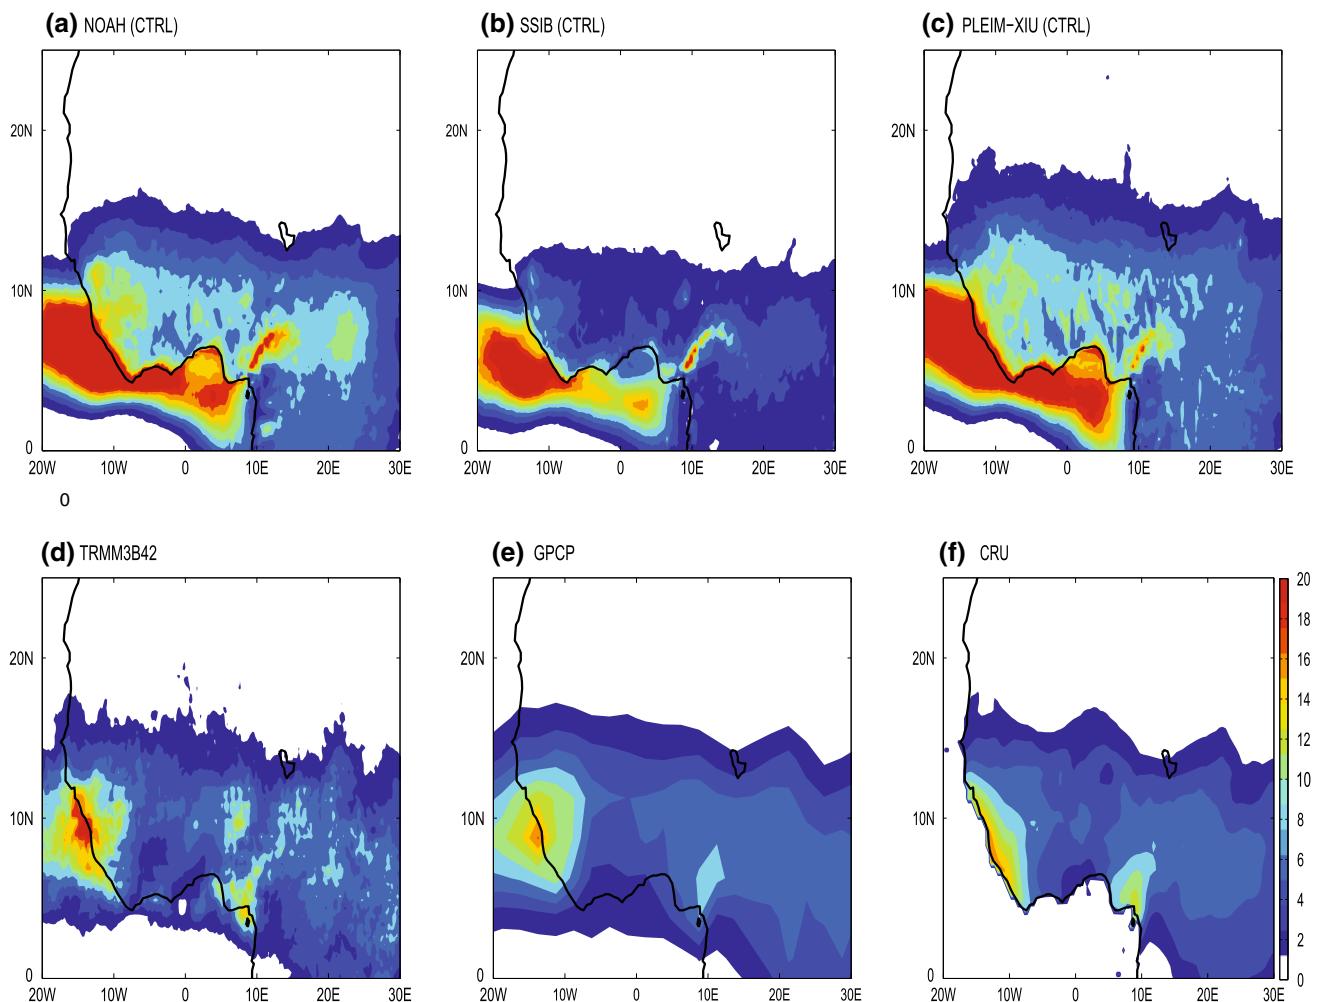 (a) NOAH (CTRL)
(b) SSIB (CTRL)
(c) PLEIM−XIU (CTRL)
20N
10N
0
20W 10W 0 10E 20E 30E
20N
10N
0
20W 10W 0 10E 20E 30E
20N
10N
0
20W 10W 0 10E 20E 30E
0
(d) TRMM3B42
(e) GPCP
(f) CRU
20N
10N
0
20W 10W 0 10E 20E 30E
20N
10N
0
20W 10W 0 10E 20E 30E
20N
10N
0
20W 10W 0 10E 20E 30E
20
18
16
14
12
10
8
6
4
2
0